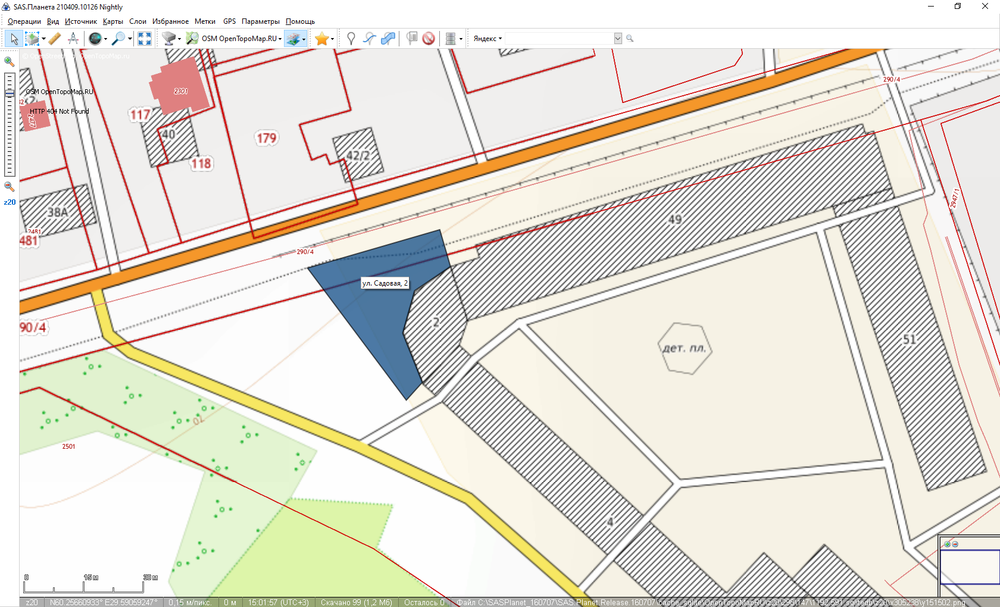 SAS.Планета 210409.10126 Nightly
Операции Вид Источник Карты Слои Избранное Метки GPS Параметры Помощь
OSM OpenTopoMap.RU
Яндекс
OpenTopoMap.ru
OSM OpenTopoMap.RU
HTTP 404 Not Found
2301
117
2477
40
118
179
42/2
290/4
z20
38А
2481
481
49
2947/1
290/4
ул. Садовая, 2
2
90/4
51
дет. пл.
70
2501
4
0 15 м 30 м
z20 N60.25660933° E29.59059247° 0,15 м/пикс. 0 м 15:01:57 (UTC+3) Скачано 99 (1,2 Мб) Осталось 0 Файл C:\SASPlanet_160707\SAS.Planet.Release.160707\cache_sqlite\OpenTopoMapRU\z20\298\147\1192.591.sqlitedb\z20\x305238\y151502.png